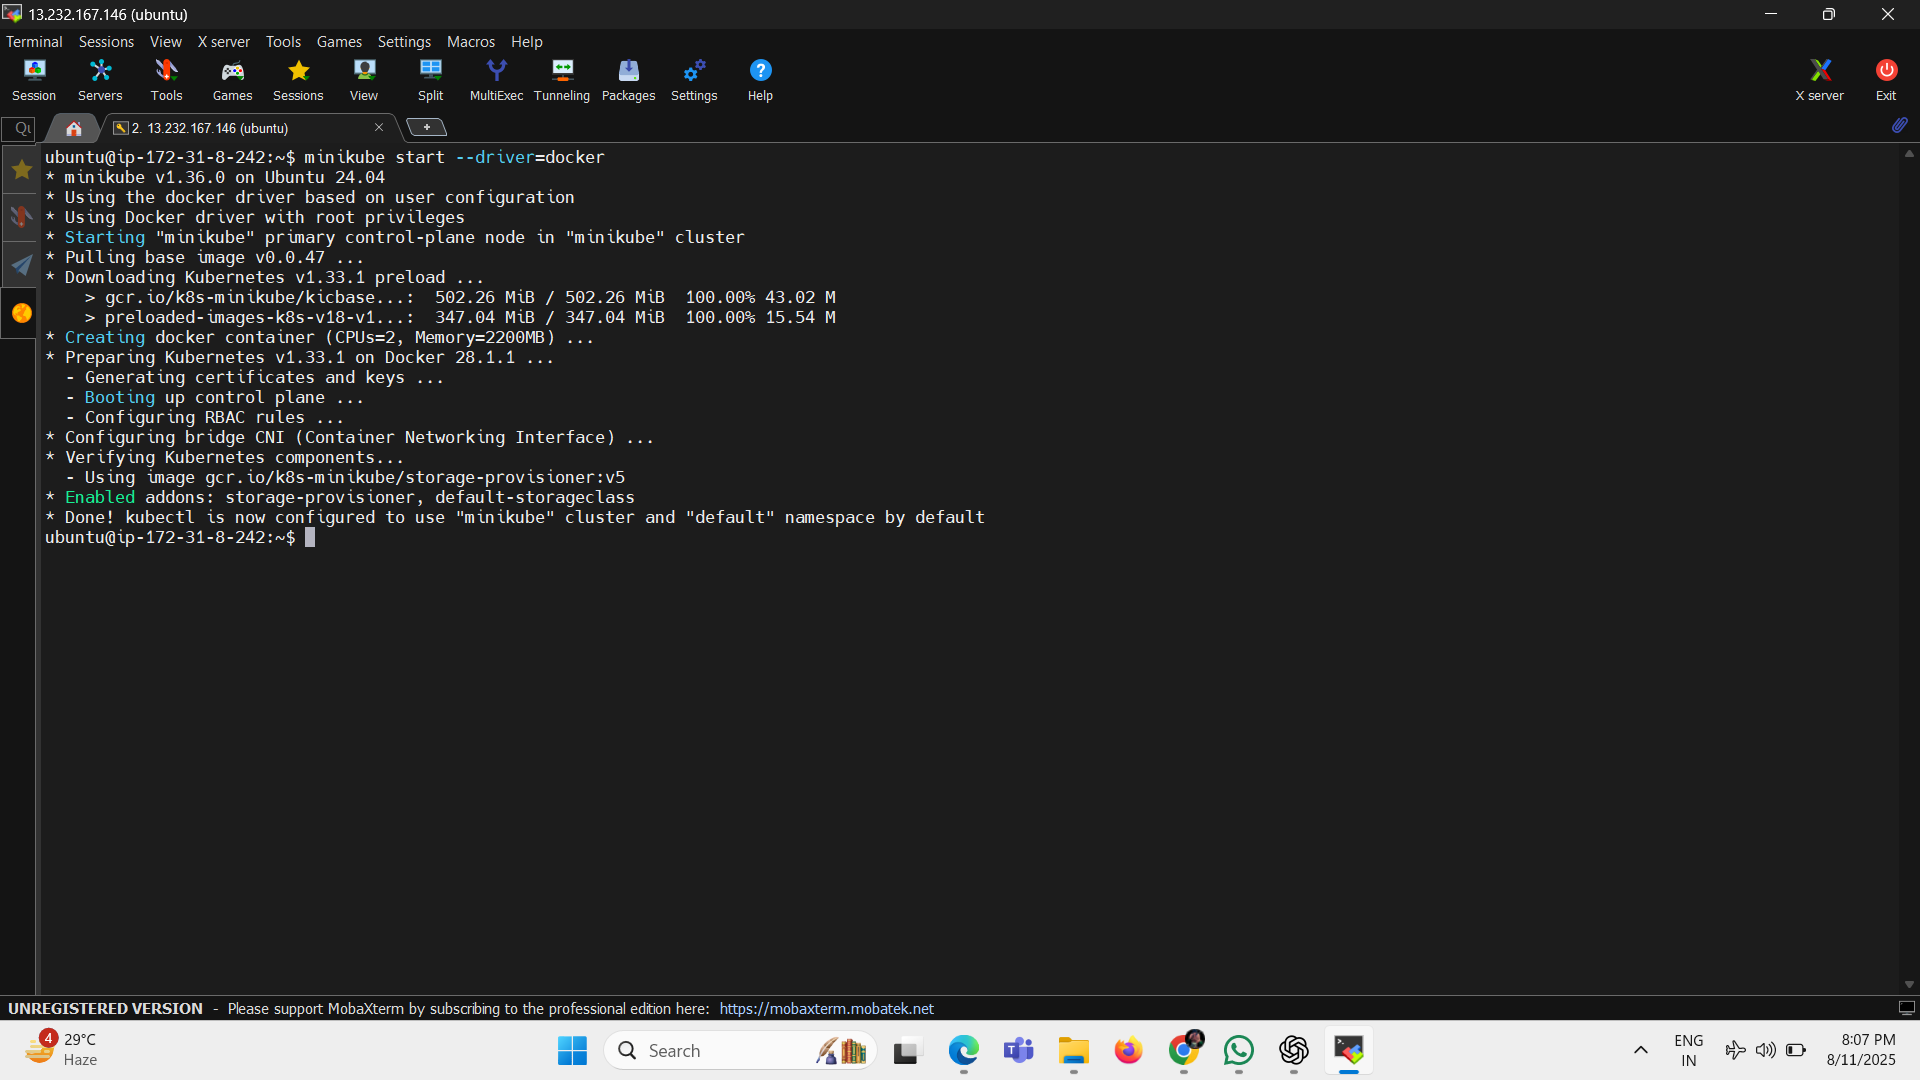 13.232.167.146 (ubuntu)
Terminal Sessions View X server Tools Games Settings Macros Help
Session Servers Tools Games Sessions View Split MultiExec Tunneling Packages Settings Help X server Exit
2. 13.232.167.146 (ubuntu)
ubuntu@ip-172-31-8-242:~$ minikube start --driver=docker
* minikube v1.36.0 on Ubuntu 24.04
* Using the docker driver based on user configuration
* Using Docker driver with root privileges
* Starting "minikube" primary control-plane node in "minikube" cluster
* Pulling base image v0.0.47 ...
* Downloading Kubernetes v1.33.1 preload ...
    > gcr.io/k8s-minikube/kicbase...:  502.26 MiB / 502.26 MiB  100.00% 43.02 M
    > preloaded-images-k8s-v18-v1...:  347.04 MiB / 347.04 MiB  100.00% 15.54 M
* Creating docker container (CPUs=2, Memory=2200MB) ...
* Preparing Kubernetes v1.33.1 on Docker 28.1.1 ...
  - Generating certificates and keys ...
  - Booting up control plane ...
  - Configuring RBAC rules ...
* Configuring bridge CNI (Container Networking Interface) ...
* Verifying Kubernetes components...
  - Using image gcr.io/k8s-minikube/storage-provisioner:v5
* Enabled addons: storage-provisioner, default-storageclass
* Done! kubectl is now configured to use "minikube" cluster and "default" namespace by default
ubuntu@ip-172-31-8-242:~$
UNREGISTERED VERSION - Please support MobaXterm by subscribing to the professional edition here: https://mobaxterm.mobatek.net
4
29°C
Haze
Search
ENG
IN
8:07 PM
8/11/2025